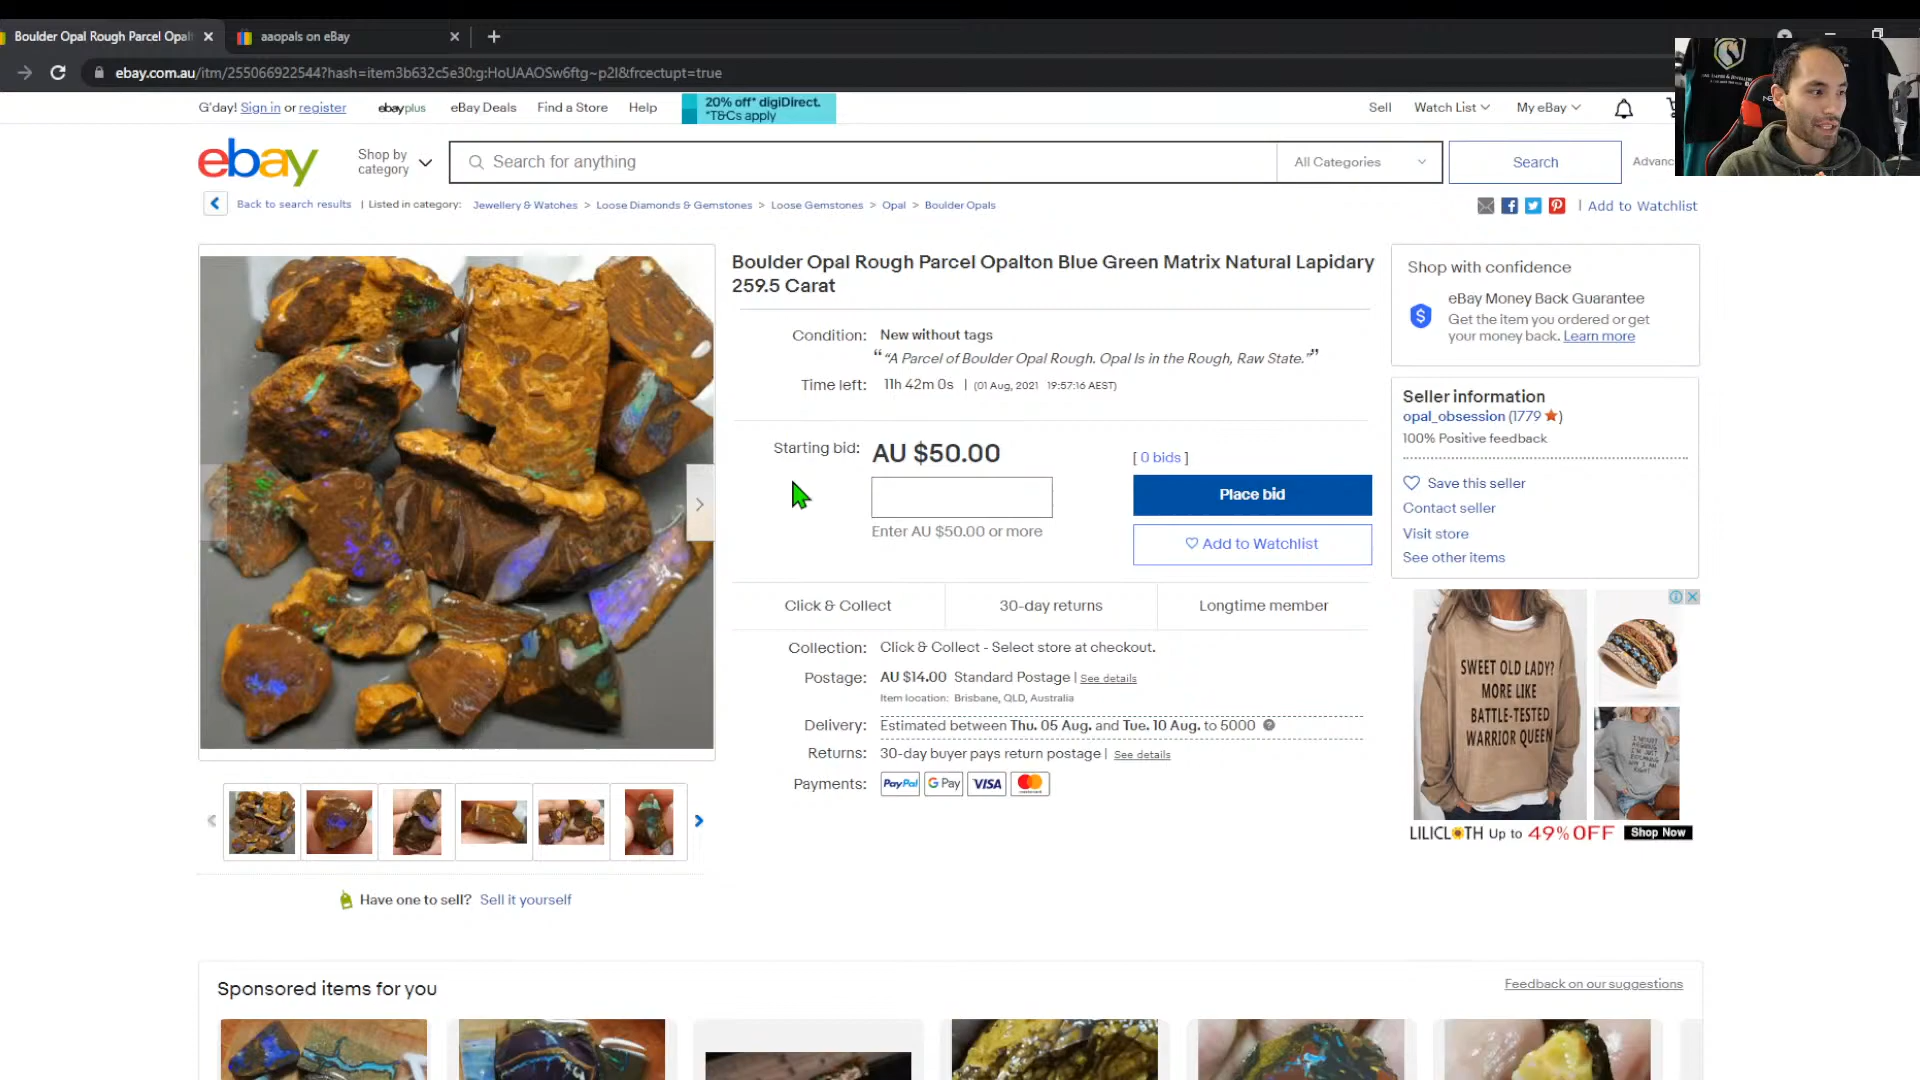 Boulder Opal Rough Parcel Opal
aaopals on eBay
ebay.com.au/itm/255066922544?hash=item3b632c5e30:g:HoUAAOSw6ftg~p2l&frcectupt=true
G'day! Sign in or register
ebayplus
eBay Deals
Find a Store
Help
20% off* digiDirect.
*T&Cs apply
Sell
Watch List
My eBay
ebay
Shop by
category
Search for anything
All Categories
Search
Advanc
Back to search results | Listed in category: Jewellery & Watches > Loose Diamonds & Gemstones > Loose Gemstones > Opal > Boulder Opals
| Add to Watchlist
Boulder Opal Rough Parcel Opalton Blue Green Matrix Natural Lapidary
259.5 Carat
Condition: New without tags
““A Parcel of Boulder Opal Rough. Opal Is in the Rough, Raw State.””
Time left: 11h 42m 0s | (01 Aug, 2021 19:57:16 AEST)
Starting bid: AU $50.00
[ 0 bids ]
Place bid
Enter AU $50.00 or more
Add to Watchlist
Click & Collect
30-day returns
Longtime member
Collection: Click & Collect - Select store at checkout.
Postage: AU $14.00 Standard Postage | See details
Item location: Brisbane, QLD, Australia
Delivery: Estimated between Thu. 05 Aug. and Tue. 10 Aug. to 5000
Returns: 30-day buyer pays return postage | See details
Payments: PayPal G Pay VISA
Shop with confidence
eBay Money Back Guarantee
Get the item you ordered or get
your money back. Learn more
Seller information
opal_obsession (1779)
100% Positive feedback
Save this seller
Contact seller
Visit store
See other items
SWEET OLD LADY?
MORE LIKE
BATTLE-TESTED
WARRIOR QUEEN
LILICLOTH Up to 49% OFF Shop Now
Have one to sell? Sell it yourself
Sponsored items for you
Feedback on our suggestions